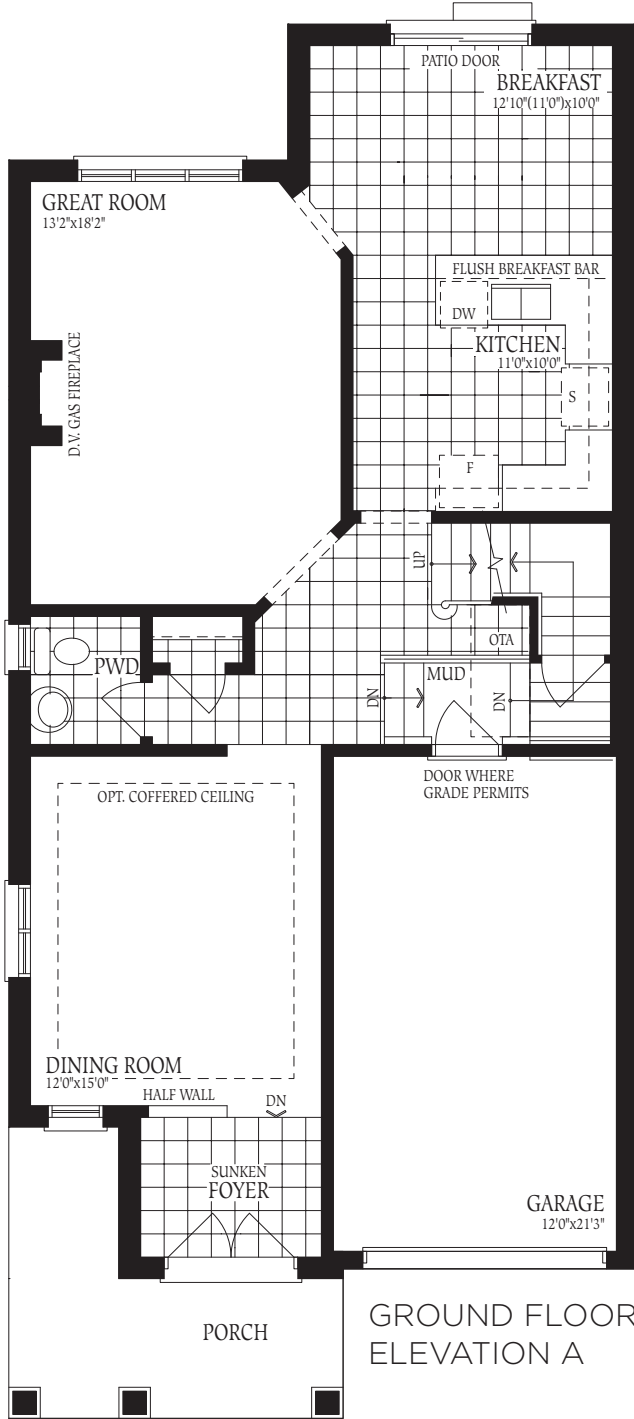 PATIO DOOR
BREAKFAST
12'10"(11'0")x10'0"
GREAT ROOM
13'2"x18'2"
FLUSH BREAKFAST BAR
DW
KITCHEN
11'0"x10'0"
D.V. GAS FIREPLACE
S
F
UP
OTA
PWD
MUD
DN
DN
DOOR WHERE
GRADE PERMITS
OPT. COFFERED CEILING
DINING ROOM
12'0"x15'0"
HALF WALL
DN
SUNKEN
FOYER
GARAGE
12'0"x21'3"
PORCH
GROUND FLOOR
ELEVATION A